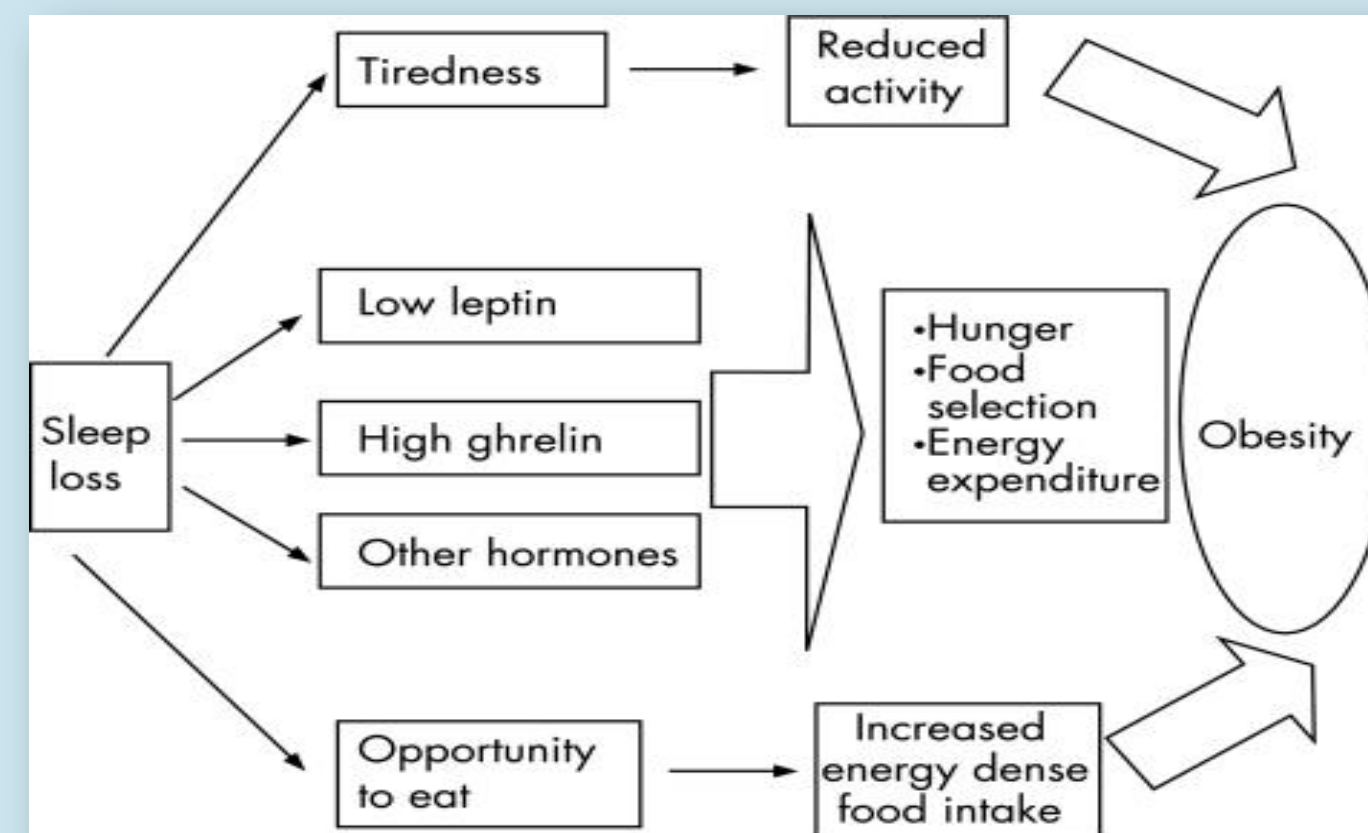 Tiredness
Reduced
activity
Low leptin
High ghrelin
Other hormones
Sleep
loss
•Hunger
•Food
selection
•Energy
expenditure
Obesity
Opportunity
to eat
Increased
energy dense
food intake